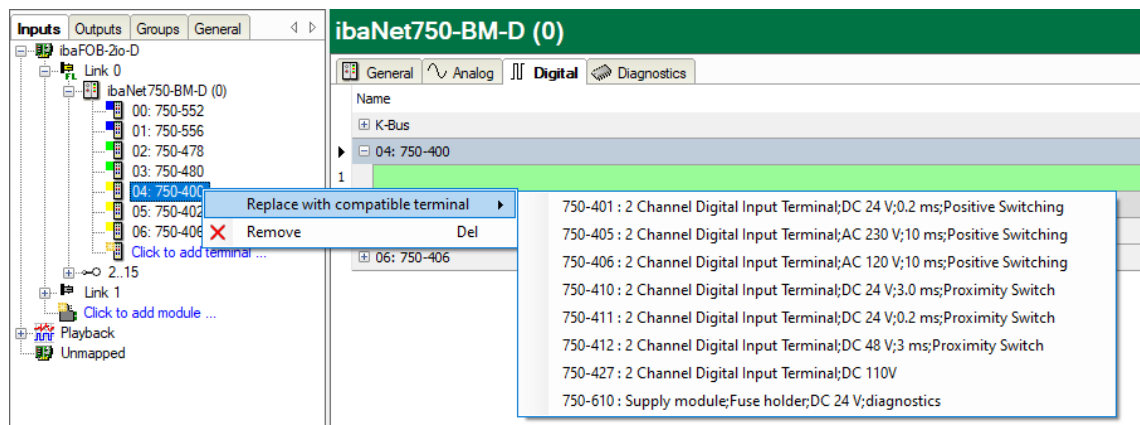 Inputs Outputs Groups General
ibaFOB-2io-D
Link 0
ibaNet750-BM-D (0)
00: 750-552
01: 750-556
02: 750-478
03: 750-480
04: 750-400
05: 750-402
06: 750-406
Click to add terminal ...
2..15
Link 1
Click to add module ...
Playback
Unmapped
ibaNet750-BM-D (0)
General Analog Digital Diagnostics
Name
K-Bus
04: 750-400
1
06: 750-406
Replace with compatible terminal
Remove Del
750-401 : 2 Channel Digital Input Terminal;DC 24 V;0.2 ms;Positive Switching
750-405 : 2 Channel Digital Input Terminal;AC 230 V;10 ms;Positive Switching
750-406 : 2 Channel Digital Input Terminal;AC 120 V;10 ms;Positive Switching
750-410 : 2 Channel Digital Input Terminal;DC 24 V;3.0 ms;Proximity Switch
750-411 : 2 Channel Digital Input Terminal;DC 24 V;0.2 ms;Proximity Switch
750-412 : 2 Channel Digital Input Terminal;DC 48 V;3 ms;Proximity Switch
750-427 : 2 Channel Digital Input Terminal;DC 110V
750-610 : Supply module;Fuse holder;DC 24 V;diagnostics